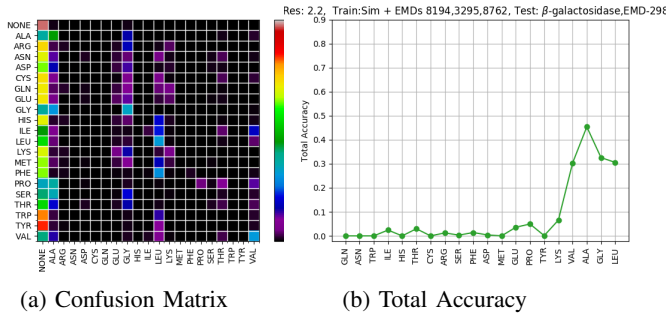 NONE
ALA
ARG
ASN
ASP
CYS
GLN
GLU
GLY
HIS
ILE
LEU
LYS
MET
PHE
PRO
SER
THR
TRP
TYR
VAL
NONE ALA ARG ASN ASP CYS GLN GLU GLY HIS ILE LEU LYS MET PHE PRO SER THR TRP TYR VAL
(a) Confusion Matrix
Res: 2.2, Train:Sim + EMDs 8194,3295,8762, Test: β-galactosidase,EMD-298
Total Accuracy
0.9
0.8
0.7
0.6
0.5
0.4
0.3
0.2
0.1
0.0
GLN ASN TRP ILE HIS THR CYS ARG SER PHE ASP MET GLU PRO TYR LYS VAL ALA GLY LEU
(b) Total Accuracy